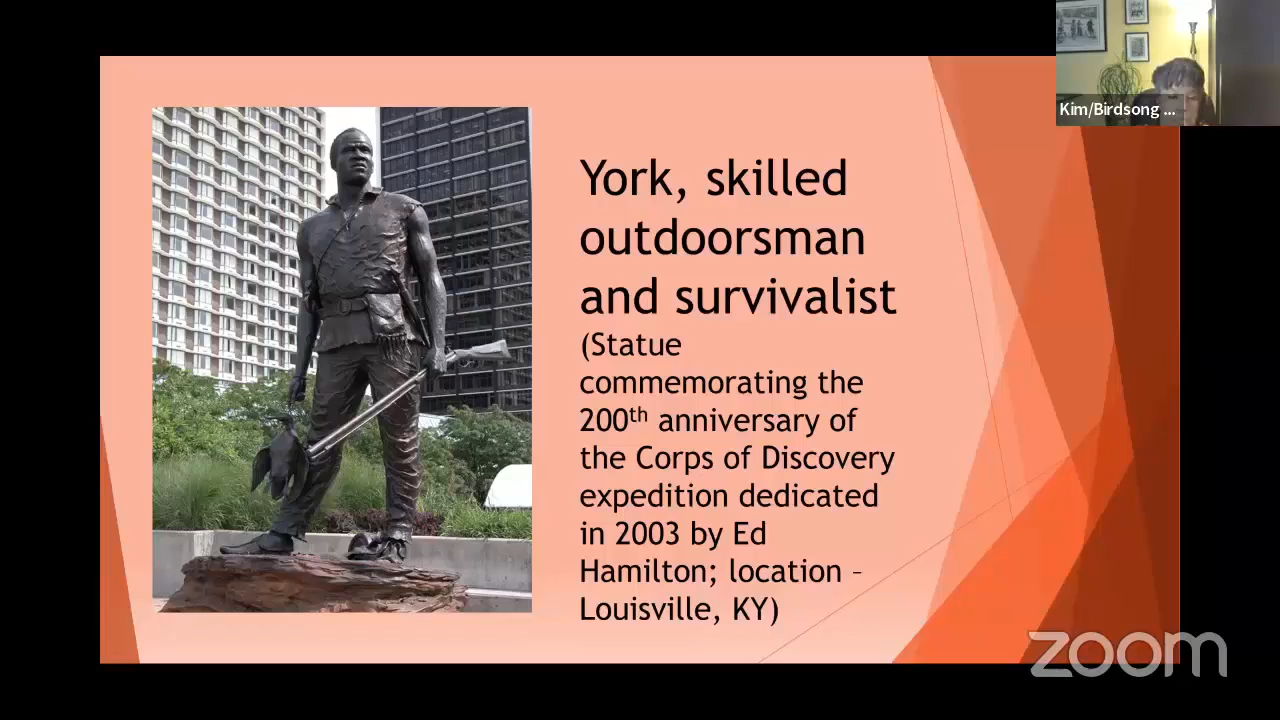 Kim/Birdsong ...
York, skilled
outdoorsman
and survivalist
(Statue
commemorating the
200th anniversary of
the Corps of Discovery
expedition dedicated
in 2003 by Ed
Hamilton; location –
Louisville, KY)
zoom